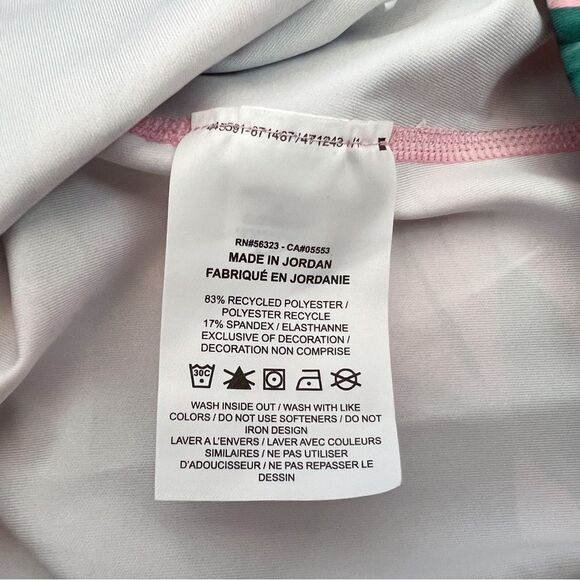 RN#56323 - CA#05553
MADE IN JORDAN
FABRIQUÉ EN JORDANIE
83% RECYCLED POLYESTER /
POLYESTER RECYCLE
17% SPANDEX / ELASTHANNE
EXCLUSIVE OF DECORATION /
DECORATION NON COMPRISE
30C
WASH INSIDE OUT / WASH WITH LIKE
COLORS / DO NOT USE SOFTENERS / DO NOT
IRON DESIGN
LAVER A L'ENVERS / LAVER AVEC COULEURS
SIMILAIRES / NE PAS UTILISER
D'ADOUCISSEUR / NE PAS REPASSER LE
DESSIN